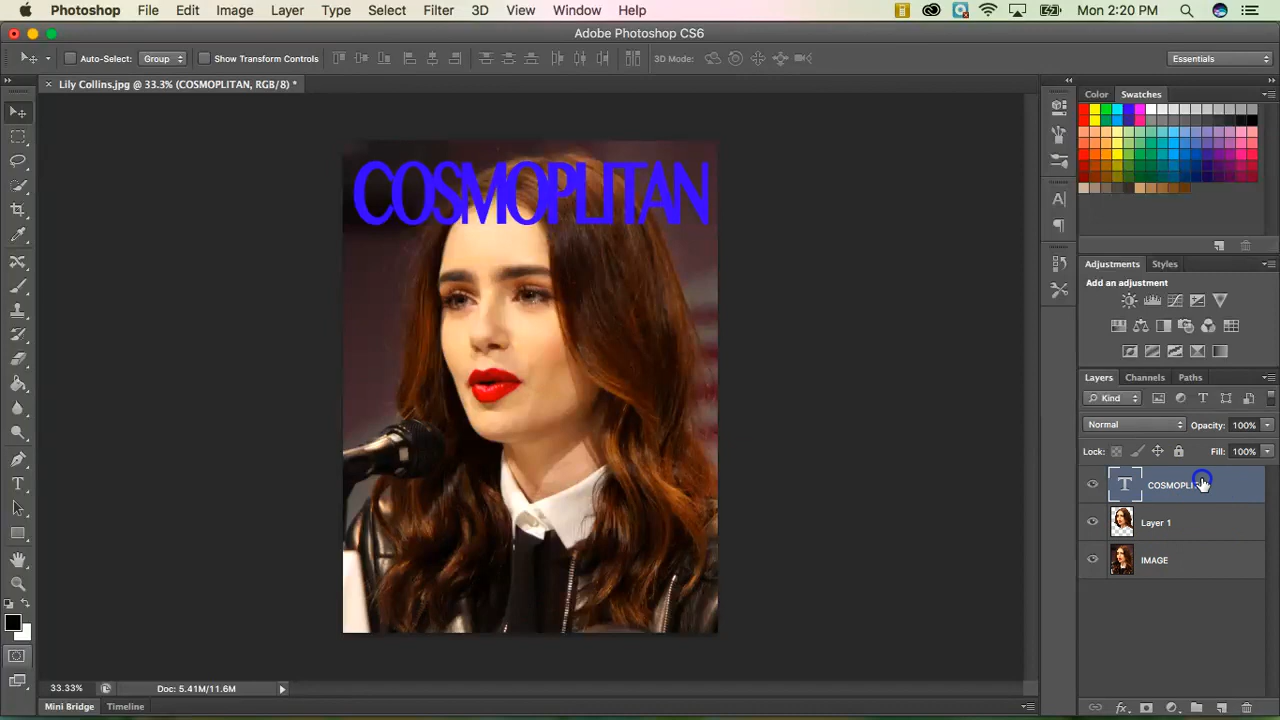 Photoshop File Edit Image Layer Type Select Filter 3D View Window Help Mon 2:20 PM
Adobe Photoshop CS6
Auto-Select: Group Show Transform Controls 3D Mode: Essentials
Lily Collins.jpg @ 33.3% (COSMOPLITAN, RGB/8) *
Color Swatches
COSMOPLITAN
Adjustments Styles
Add an adjustment
Layers Channels Paths
Kind
Normal Opacity: 100%
Lock: Fill: 100%
T COSMOPLI
Layer 1
IMAGE
33.33% Doc: 5.41M/11.6M
Mini Bridge Timeline